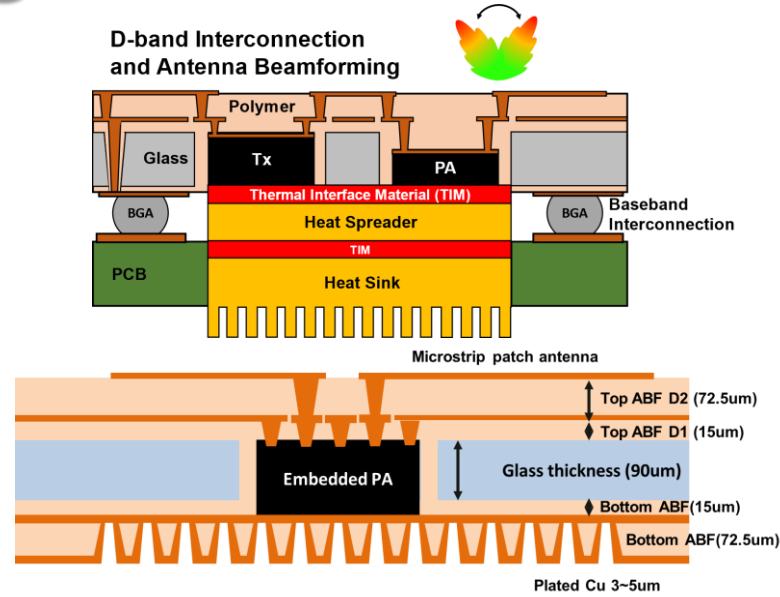 D-band Interconnection
and Antenna Beamforming
Polymer
Glass
Tx
PA
Thermal Interface Material (TIM)
BGA
Heat Spreader
BGA
Baseband
Interconnection
TIM
PCB
Heat Sink
Microstrip patch antenna
Top ABF D2 (72.5um)
Top ABF D1 (15um)
Embedded PA
Glass thickness (90um)
Bottom ABF(15um)
Bottom ABF(72.5um)
Plated Cu 3~5um